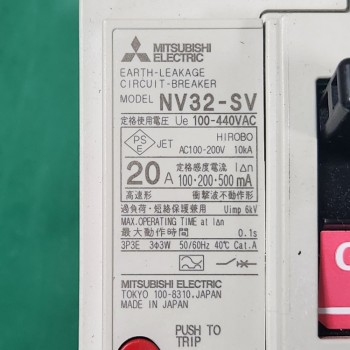 MITSUBISHI
ELECTRIC
EARTH-LEAKAGE
CIRCUIT-BREAKER
MODEL NV32-SV
定格使用電圧 Ue 100-440VAC
PS
E
JET
HIROBO
AC100-200V 10kA
20 A
定格感度電流 I∆n
100·200·500 mA
高速形 衝撃波不動作形
過負荷・短絡保護兼用 Uimp 6kV
MAX.OPERATING TIME at I∆n
最大動作時間 0.1s
3P3E 3ϕ3W 50/60Hz 40℃ Cat.A
MITSUBISHI ELECTRIC
TOKYO 100-8310,JAPAN
MADE IN JAPAN
PUSH TO
TRIP